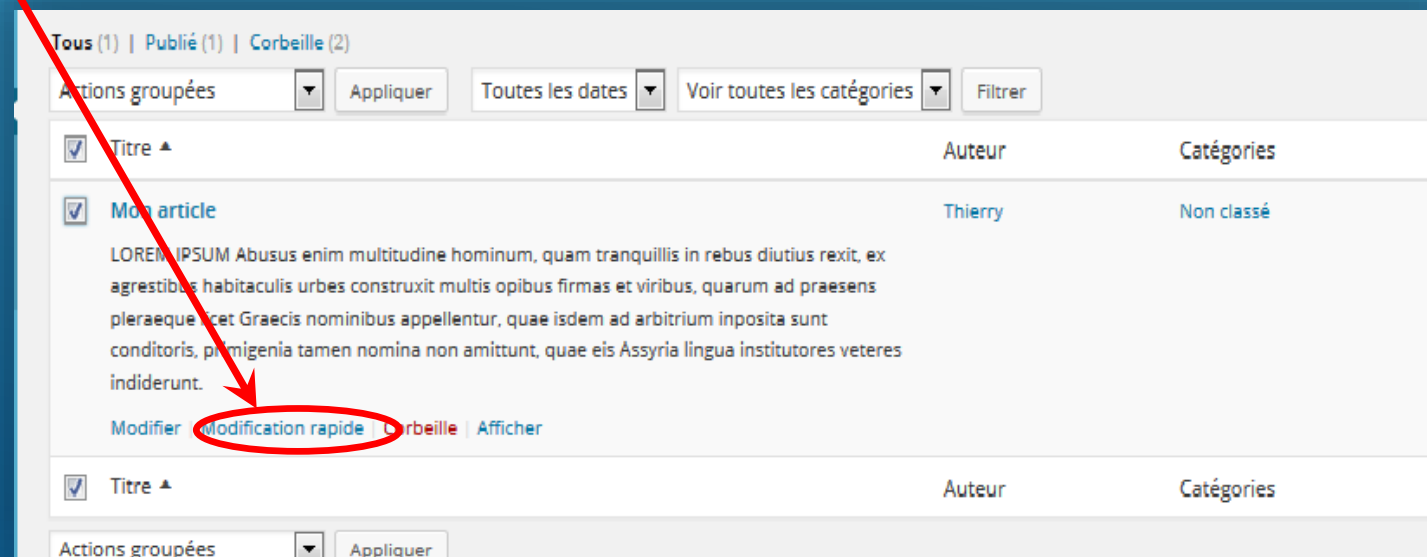 Tous (1) | Publié (1) | Corbeille (2)
Actions groupées Appliquer Toutes les dates Voir toutes les catégories Filtrer
Titre Auteur Catégories
Mon article Thierry Non classé
LOREM IPSUM Abusus enim multitudine hominum, quam tranquillis in rebus diutius rexit, ex
agrestibus habitaculis urbes construxit multis opibus firmas et viribus, quarum ad praesens
pleraeque licet Graecis nominibus appellentur, quae isdem ad arbitrium inposita sunt
conditoris, primigenia tamen nomina non amittunt, quae eis Assyria lingua institutores veteres
indiderunt.
Modifier | Modification rapide | Corbeille | Afficher
Titre Auteur Catégories
Actions groupées Appliquer